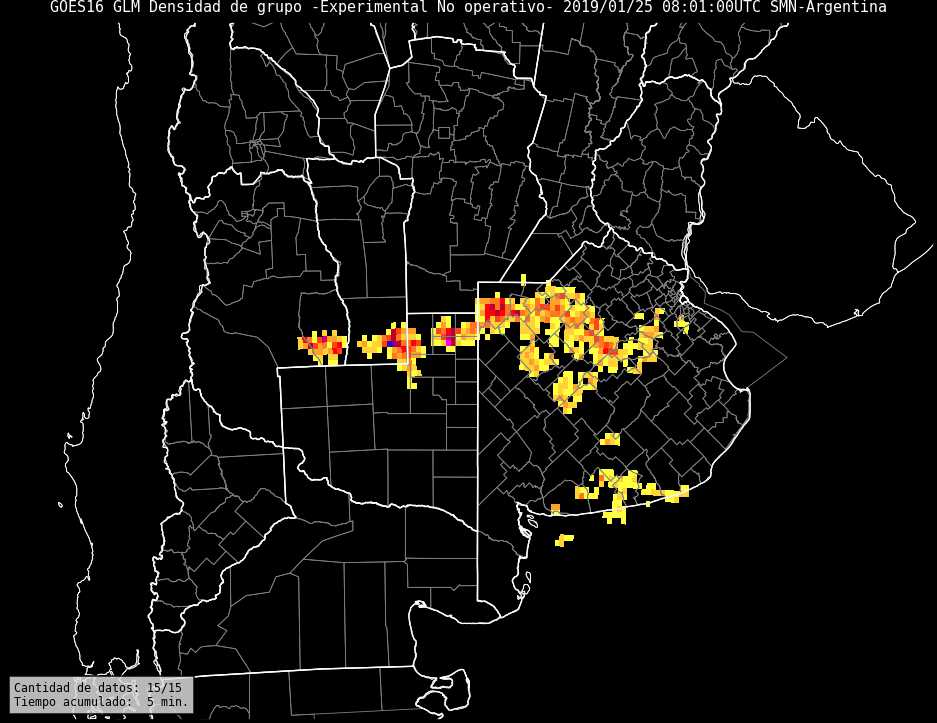 GOES16 GLM Densidad de grupo -Experimental No operativo- 2019/01/25 08:01:00UTC SMN-Argentina
Cantidad de datos: 15/15
Tiempo acumulado:  5 min.